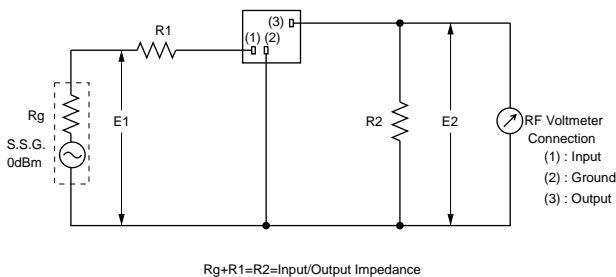 R1
(3)
(1) (2)
Rg
S.S.G.
0dBm
E1
R2
E2
RF Voltmeter
Connection
(1) : Input
(2) : Ground
(3) : Output
Rg+R1=R2=Input/Output Impedance